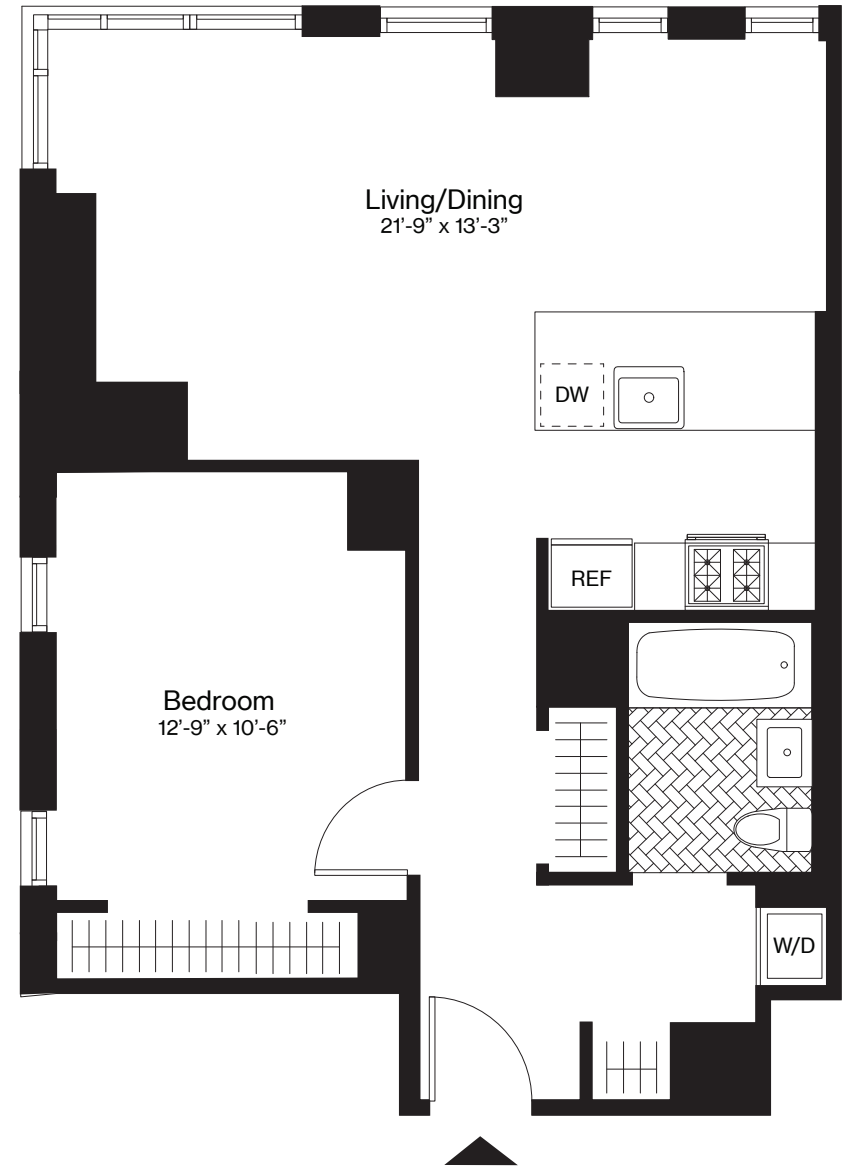 Living/Dining
21’-9” x 13’-3”
DW
REF
Bedroom
12’-9” x 10’-6”
W/D